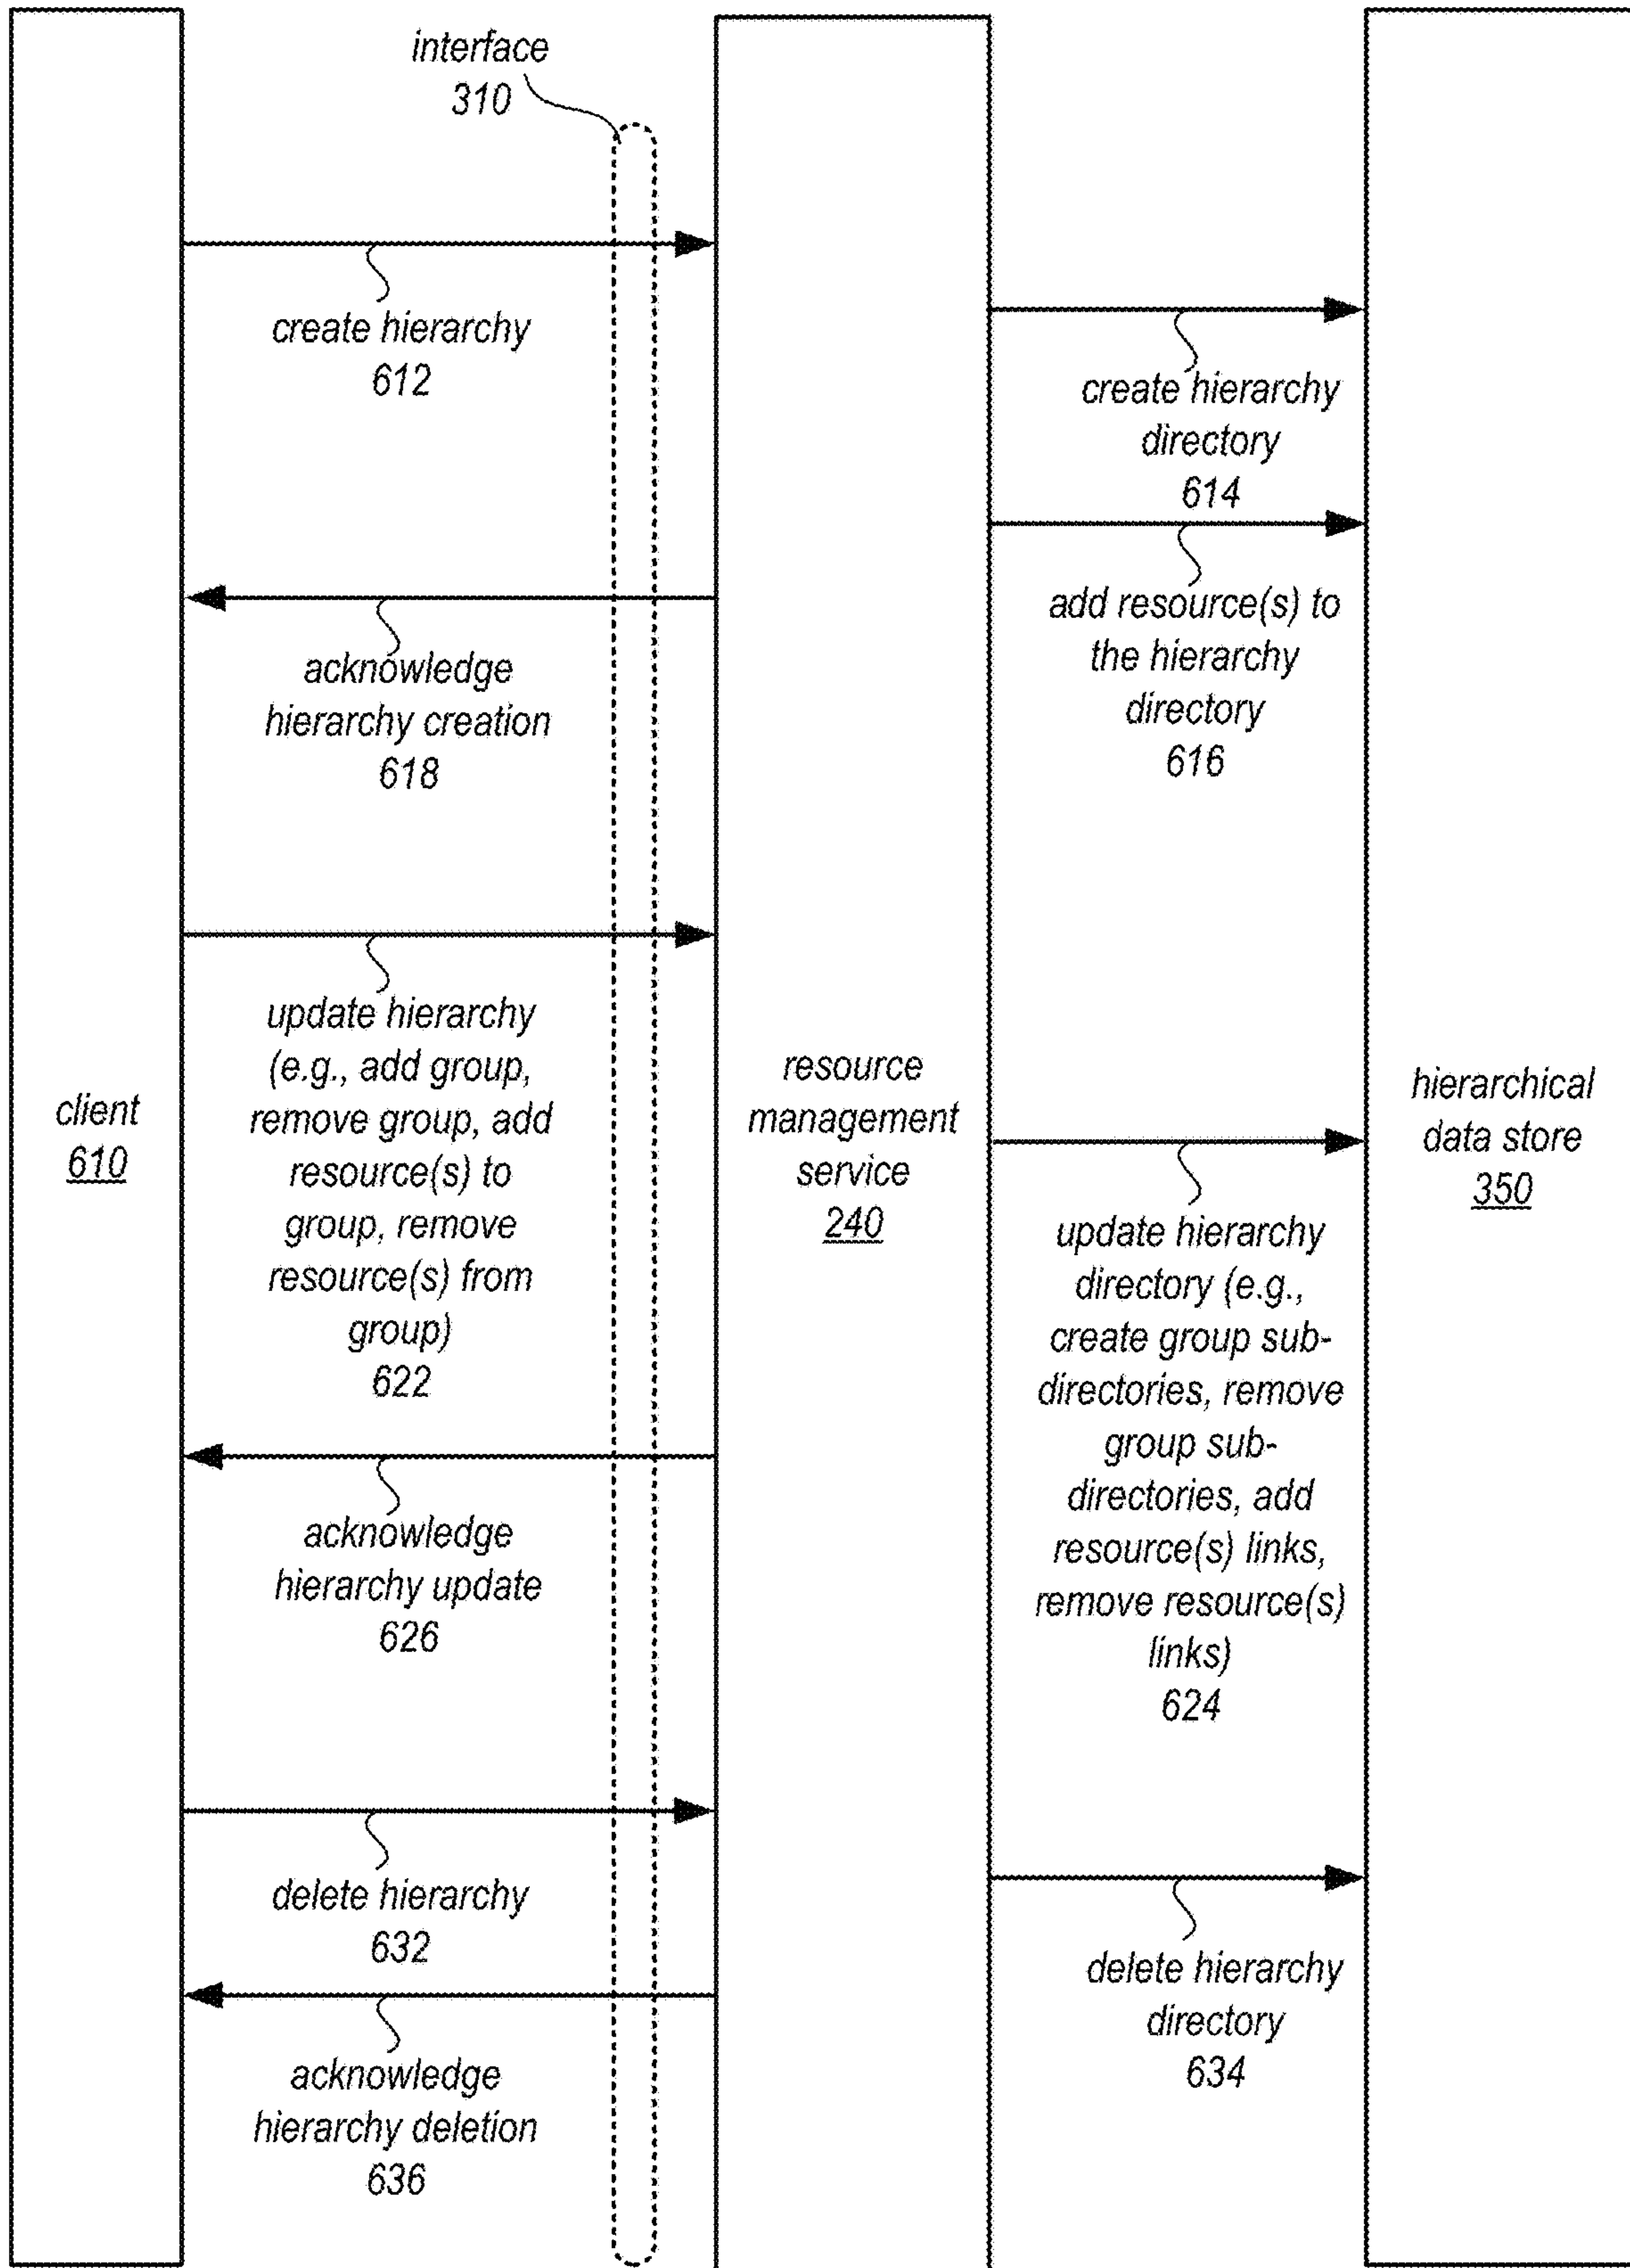 interface
310
create hierarchy
612
create hierarchy
directory
614
add resource(s) to
the hierarchy
directory
616
acknowledge
hierarchy creation
618
update hierarchy
(e.g., add group,
remove group, add
resource(s) to
group, remove
resource(s) from
group)
622
client
610
resource
management
service
240
hierarchical
data store
350
update hierarchy
directory (e.g.,
create group sub-
directories, remove
group sub-
directories, add
resource(s) links,
remove resource(s)
links)
624
acknowledge
hierarchy update
626
delete hierarchy
632
delete hierarchy
directory
634
acknowledge
hierarchy deletion
636